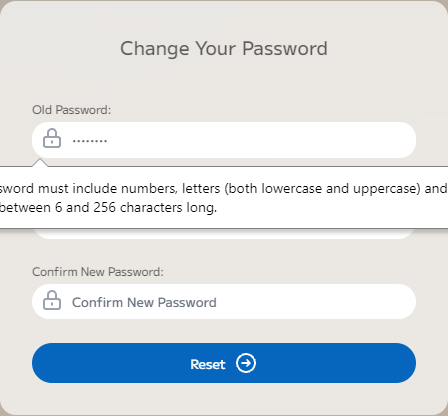 Change Your Password
Old Password:
........
sword must include numbers, letters (both lowercase and uppercase) and
between 6 and 256 characters long.
Confirm New Password:
Confirm New Password
Reset